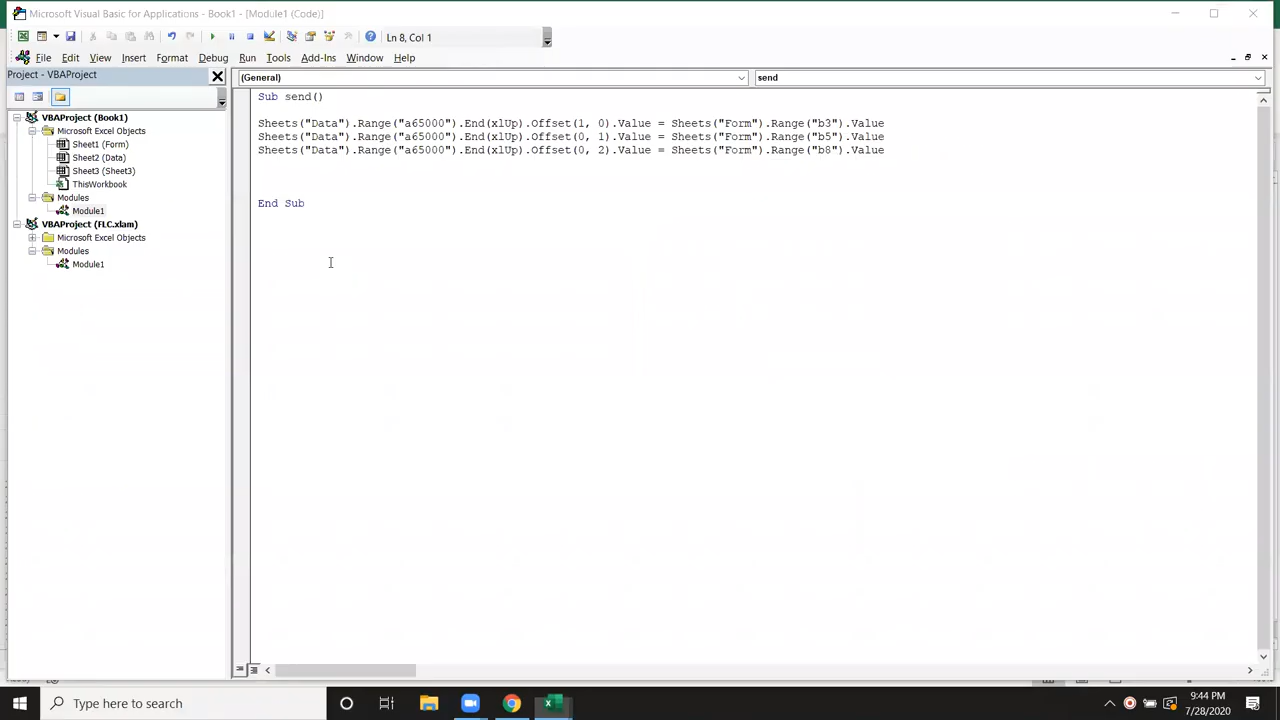 Microsoft Visual Basic for Applications - Book1 - [Module1 (Code)]
Ln 8, Col 1
File Edit View Insert Format Debug Run Tools Add-Ins Window Help
Project - VBAProject
(General)
send
VBAProject (Book1)
Microsoft Excel Objects
Sheet1 (Form)
Sheet2 (Data)
Sheet3 (Sheet3)
ThisWorkbook
Modules
Module1
VBAProject (FLC.xlam)
Microsoft Excel Objects
Modules
Module1
Sub send()
Sheets("Data").Range("a65000").End(xlUp).Offset(1, 0).Value = Sheets("Form").Range("b3").Value
Sheets("Data").Range("a65000").End(xlUp).Offset(0, 1).Value = Sheets("Form").Range("b5").Value
Sheets("Data").Range("a65000").End(xlUp).Offset(0, 2).Value = Sheets("Form").Range("b8").Value
End Sub
Type here to search
9:44 PM
7/28/2020